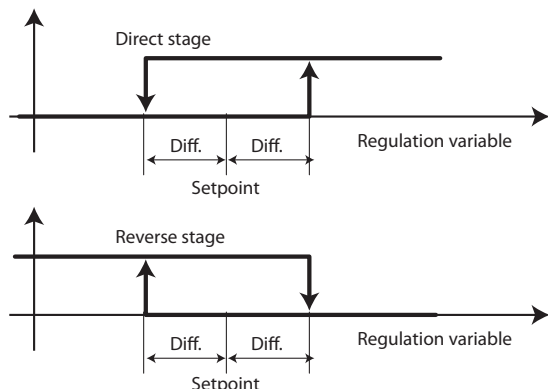 Direct stage
Diff. Diff. Regulation variable
Setpoint
Reverse stage
Diff. Diff. Regulation variable
Setpoint